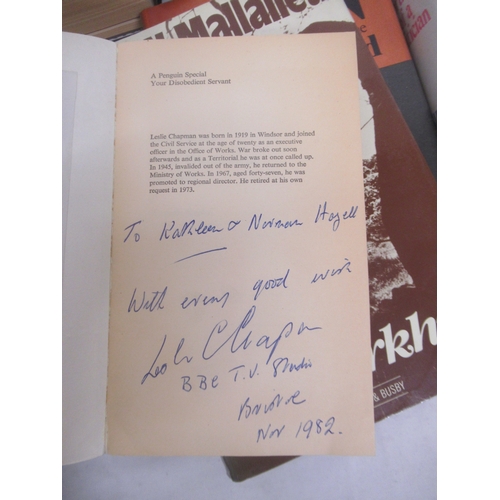 Mallalieu
A Penguin Special
Your Disobedient Servant
Leslie Chapman was born in 1919 in Windsor and joined
the Civil Service at the age of twenty as an executive
officer in the Office of Works. War broke out soon
afterwards and as a Territorial he was at once called up.
In 1945, invalided out of the army, he returned to the
Ministry of Works. In 1967, aged forty-seven, he was
promoted to regional director. He retired at his own
request in 1973.
To Kathleen & Norman Hazell
With every good wish
Leslie Chapman
BBC T.V. Studio
Bristol
Nov 1982.
& BUSBY